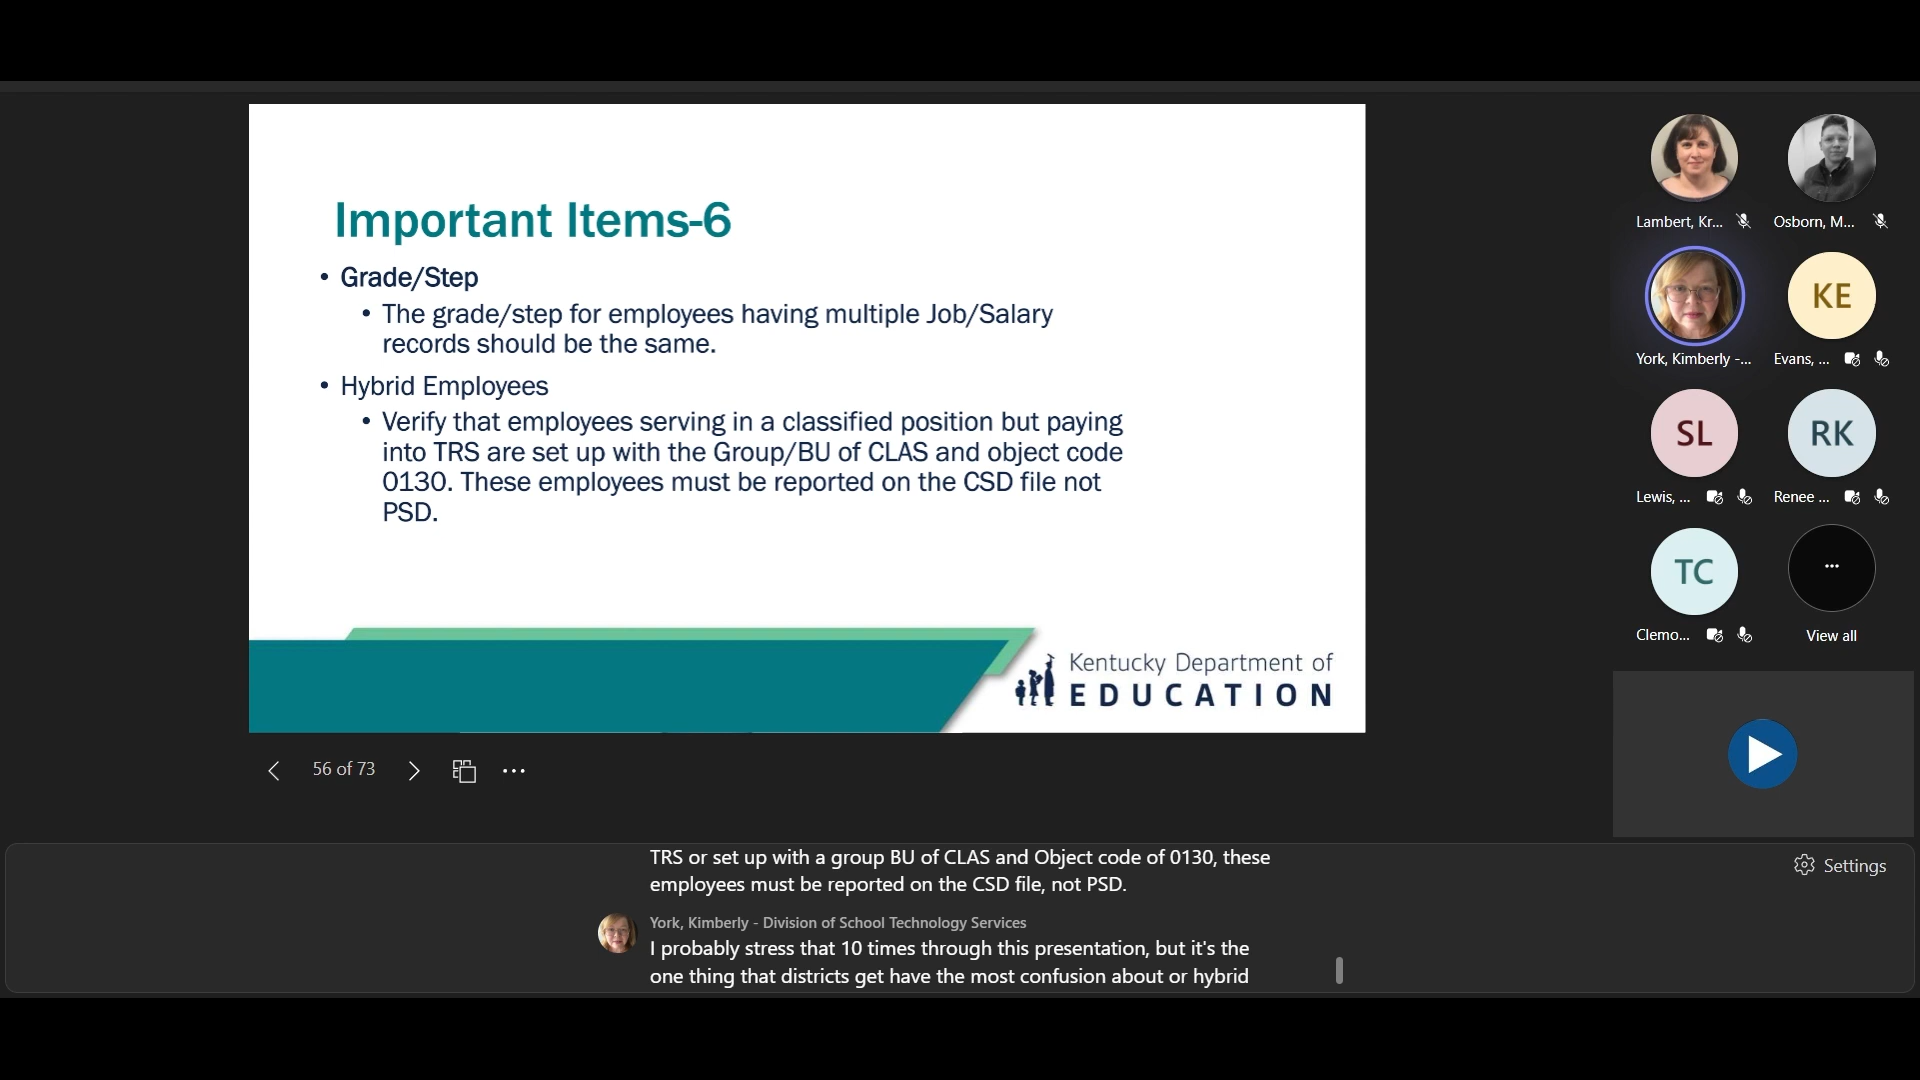 Important Items-6
• Grade/Step
• The grade/step for employees having multiple Job/Salary
records should be the same.
• Hybrid Employees
• Verify that employees serving in a classified position but paying
into TRS are set up with the Group/BU of CLAS and object code
0130. These employees must be reported on the CSD file not
PSD.
Kentucky Department of
EDUCATION
56 of 73
Lambert, Kr...
Osborn, M...
York, Kimberly -...
KE
Evans, ...
SL
Lewis, ...
RK
Renee ...
TC
Clemo...
View all
TRS or set up with a group BU of CLAS and Object code of 0130, these
employees must be reported on the CSD file, not PSD.
York, Kimberly - Division of School Technology Services
I probably stress that 10 times through this presentation, but it's the
one thing that districts get have the most confusion about or hybrid
Settings